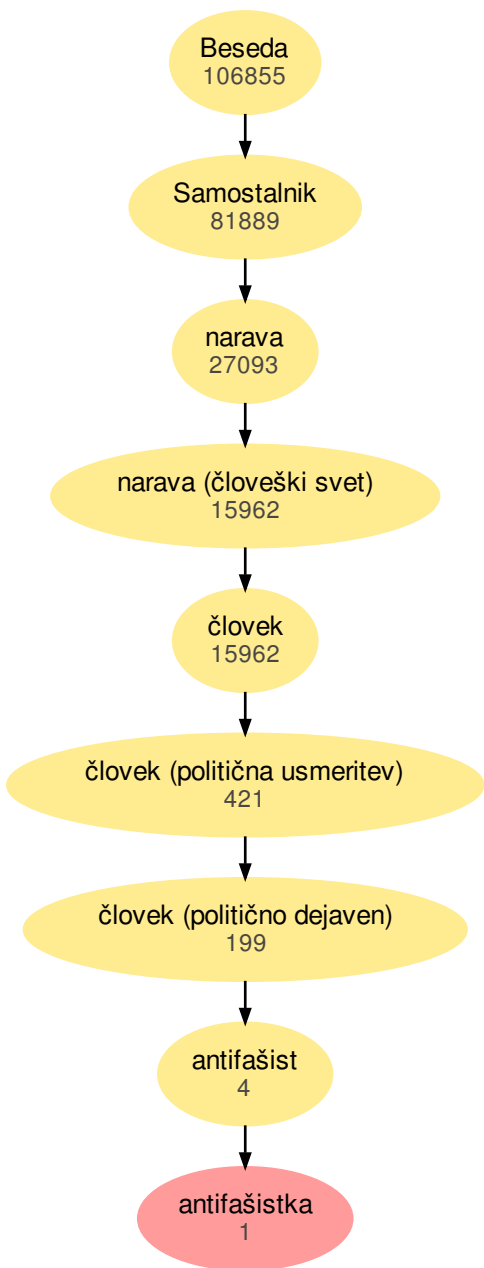 Beseda
106855
Samostalnik
81889
narava
27093
narava (človeški svet)
15962
človek
15962
človek (politična usmeritev)
421
človek (politično dejaven)
199
antifašist
4
antifašistka
1